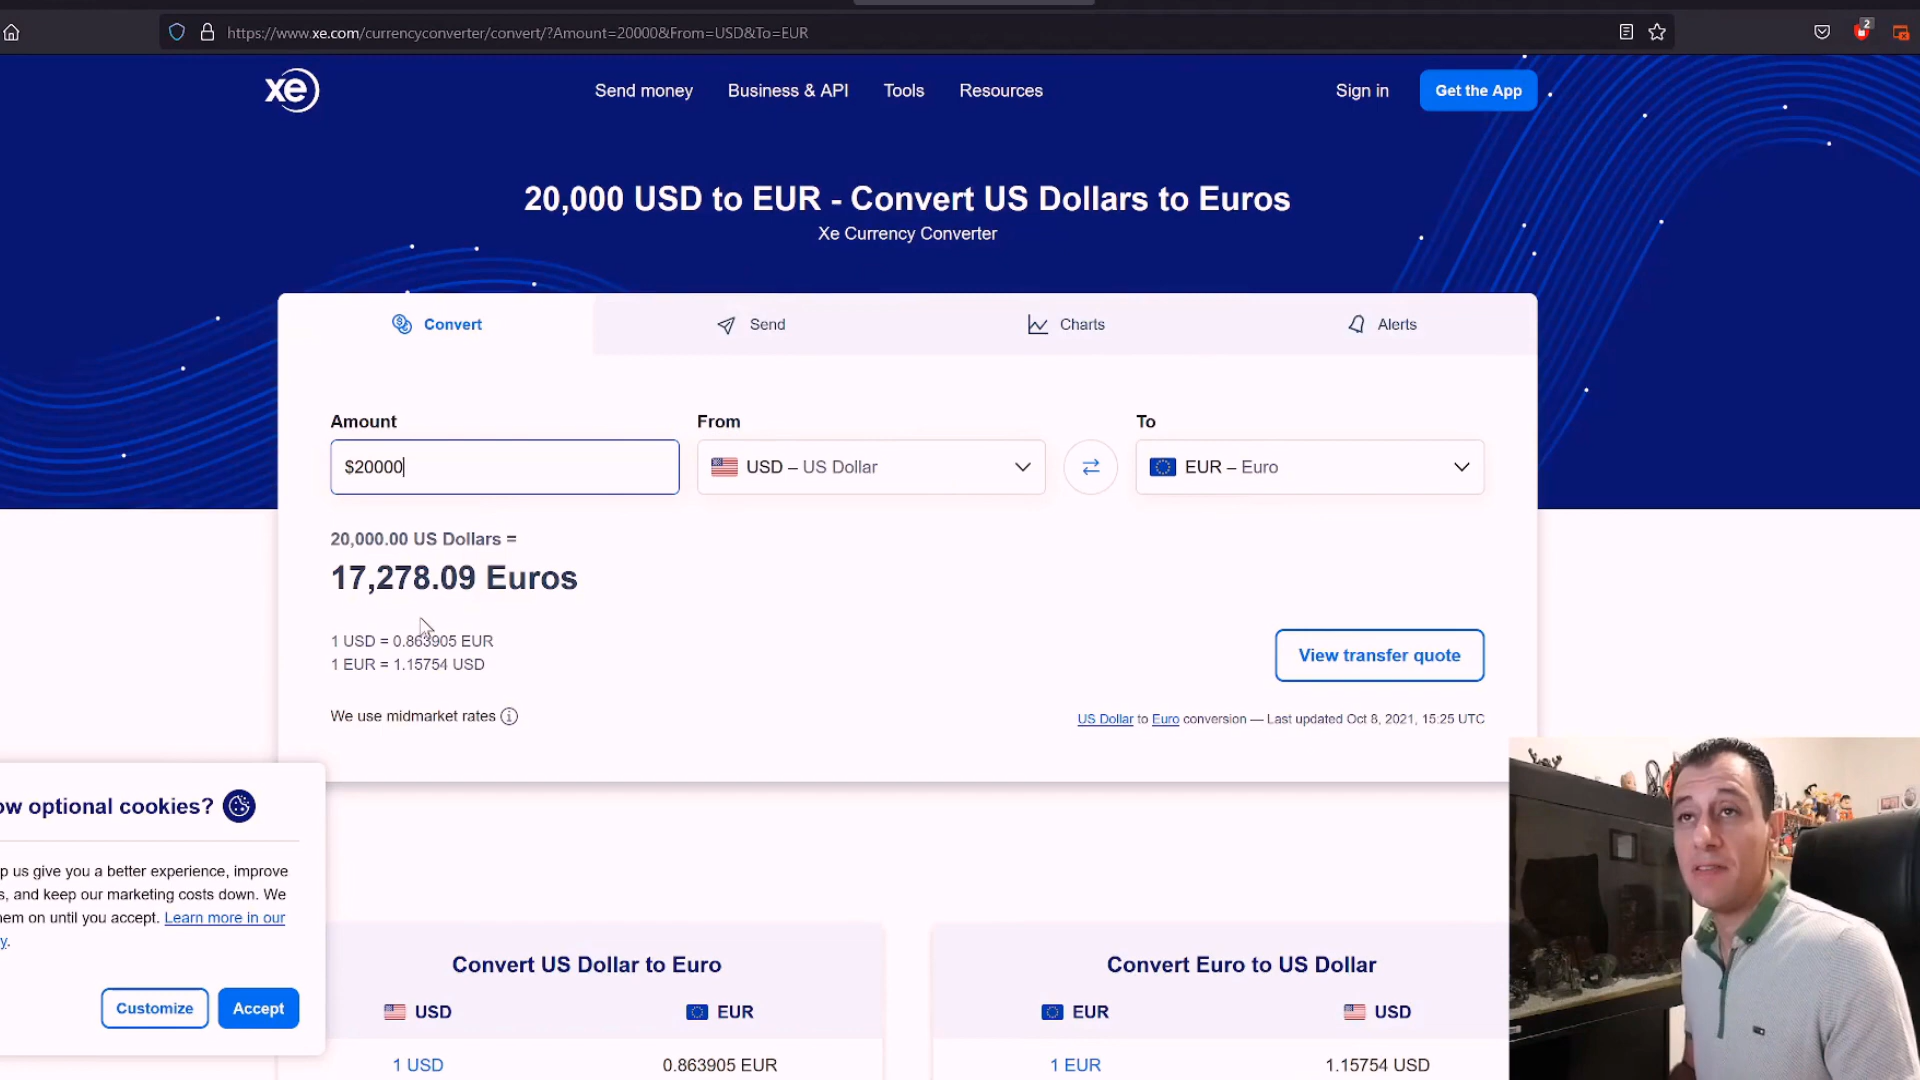 https://www.xe.com/currencyconverter/convert/?Amount=20000&From=USD&To=EUR
2
xe
Send money
Business & API
Tools
Resources
Sign in
Get the App
20,000 USD to EUR - Convert US Dollars to Euros
Xe Currency Converter
Convert
Send
Charts
Alerts
Amount
From
To
$20000
USD – US Dollar
EUR – Euro
20,000.00 US Dollars =
17,278.09 Euros
1 USD = 0.863905 EUR
1 EUR = 1.15754 USD
View transfer quote
We use midmarket rates
US Dollar to Euro conversion — Last updated Oct 8, 2021, 15:25 UTC
ow optional cookies?
p us give you a better experience, improve
s, and keep our marketing costs down. We
hem on until you accept. Learn more in our
y.
Customize
Accept
Convert US Dollar to Euro
USD
EUR
1 USD
0.863905 EUR
Convert Euro to US Dollar
EUR
USD
1 EUR
1.15754 USD